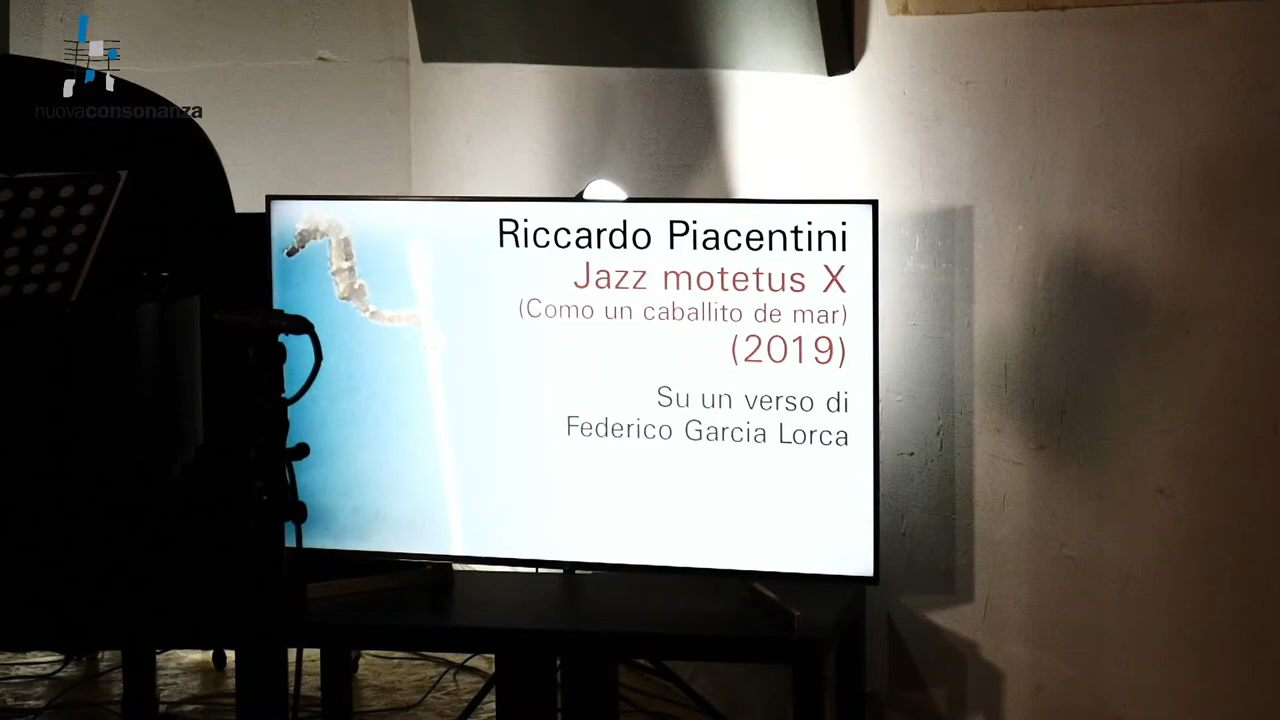 nuovaconsonanza
Riccardo Piacentini
Jazz motetus X
(Como un caballito de mar)
(2019)
Su un verso di
Federico Garcia Lorca